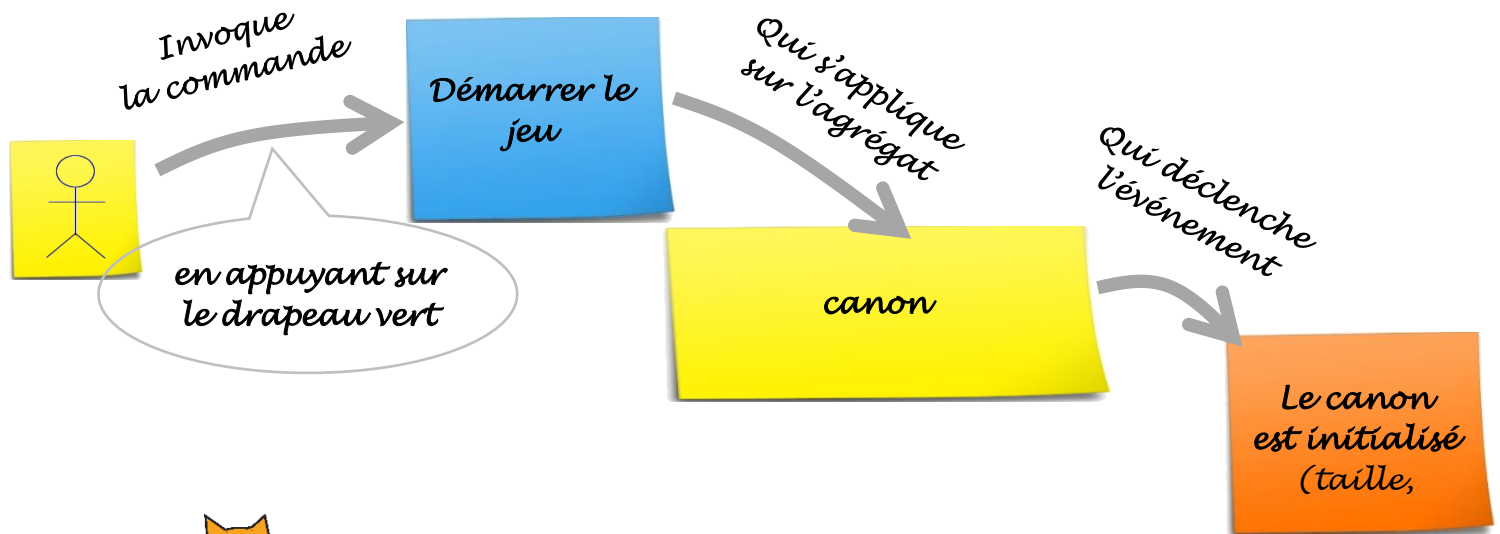 Invoque
la commande
Démarrer le
jeu
Qui s'applique
sur l'agrégat
en appuyant sur
le drapeau vert
canon
Qui déclenche
l'événement
Le canon
est initialisé
(taille,